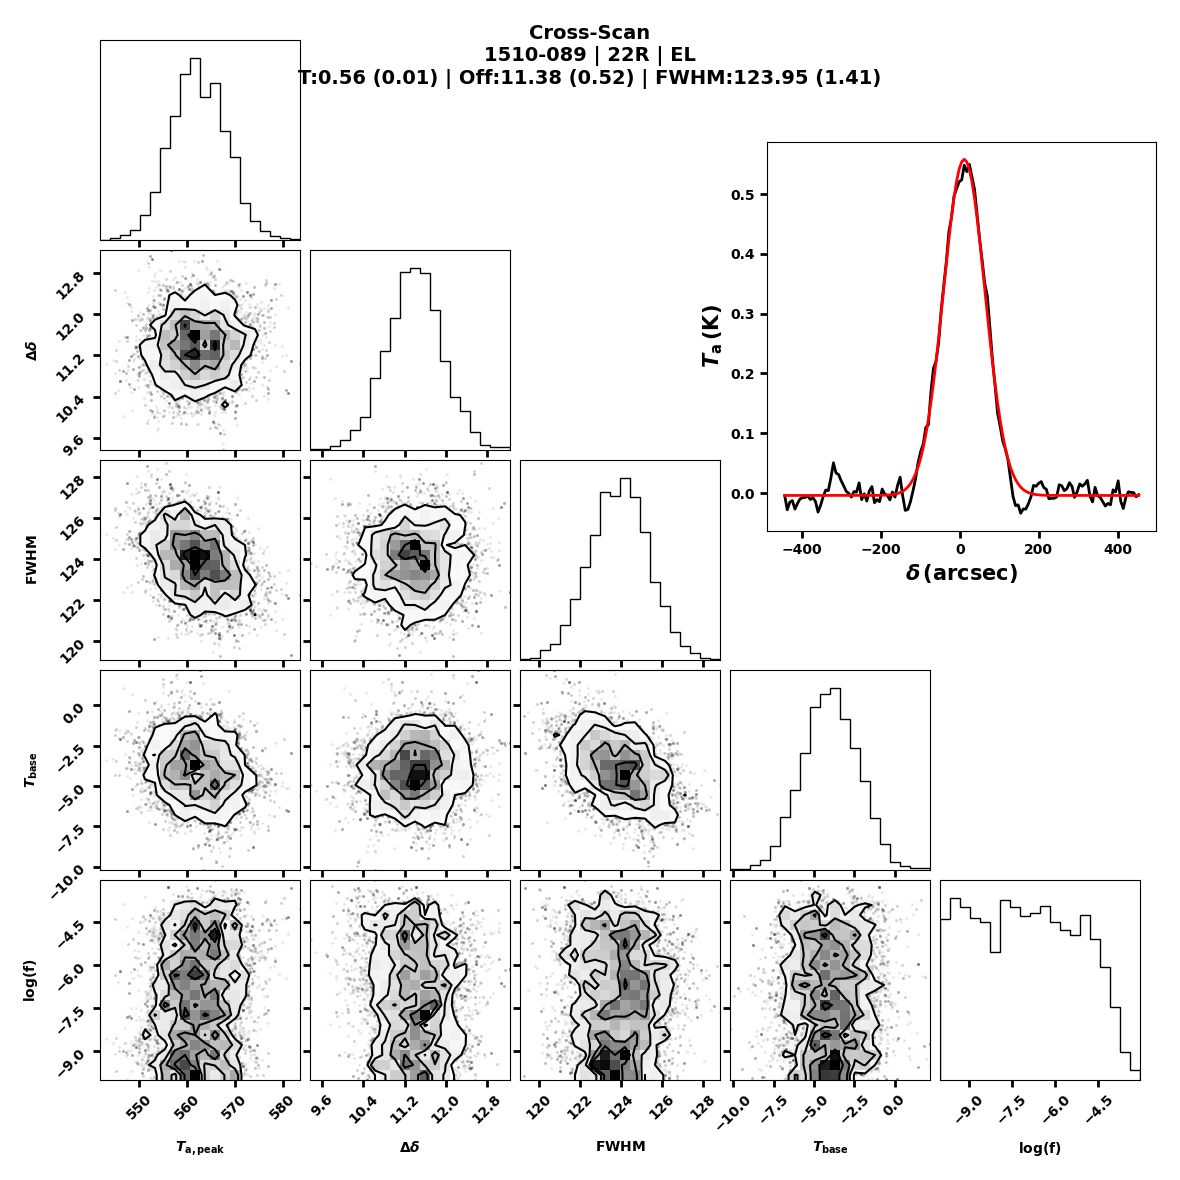 Cross-Scan
1510-089 | 22R | EL
T:0.56 (0.01) | Off:11.38 (0.52) | FWHM:123.95 (1.41)
0.5
0.4
0.3
0.2
0.1
0.0
Tₐ (K)
−400 −200 0 200 400
δ (arcsec)
12.8
12.0
11.2
10.4
9.6
Δδ
128
126
124
122
120
FWHM
0.0
−2.5
−5.0
−7.5
−10.0
T_base
−4.5
−6.0
−7.5
−9.0
log(f)
550 560 570 580
9.6 10.4 11.2 12.0 12.8
120 122 124 126 128
−10.0 −7.5 −5.0 −2.5 0.0
−9.0 −7.5 −6.0 −4.5
T_a,peak Δδ FWHM T_base log(f)